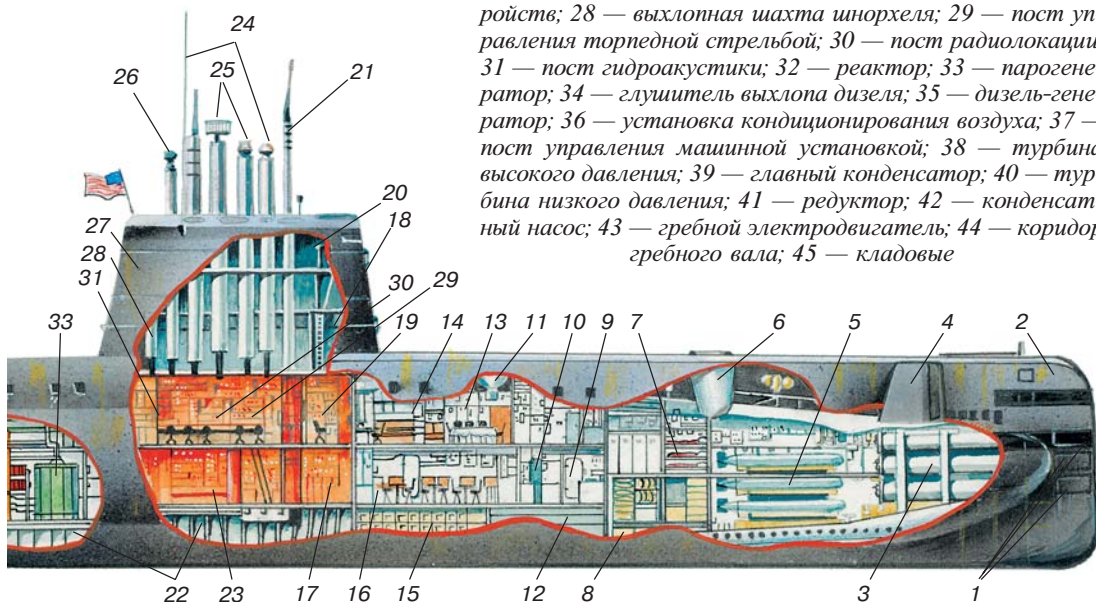 ройств; 28 — выхлопная шахта шнорхеля; 29 — пост уп-
равления торпедной стрельбой; 30 — пост радиолокации;
31 — пост гидроакустики; 32 — реактор; 33 — парогене-
ратор; 34 — глушитель выхлопа дизеля; 35 — дизель-гене-
ратор; 36 — установка кондиционирования воздуха; 37 —
пост управления машинной установкой; 38 — турбина
высокого давления; 39 — главный конденсатор; 40 — тур-
бина низкого давления; 41 — редуктор; 42 — конденсат-
ный насос; 43 — гребной электродвигатель; 44 — коридор
гребного вала; 45 — кладовые
24
26 25 21
27 20
18
28 29
31 30
33 19 14 13 11 10 9 7 6 5 4 2
22 23 17 16 15 12 8 3 1